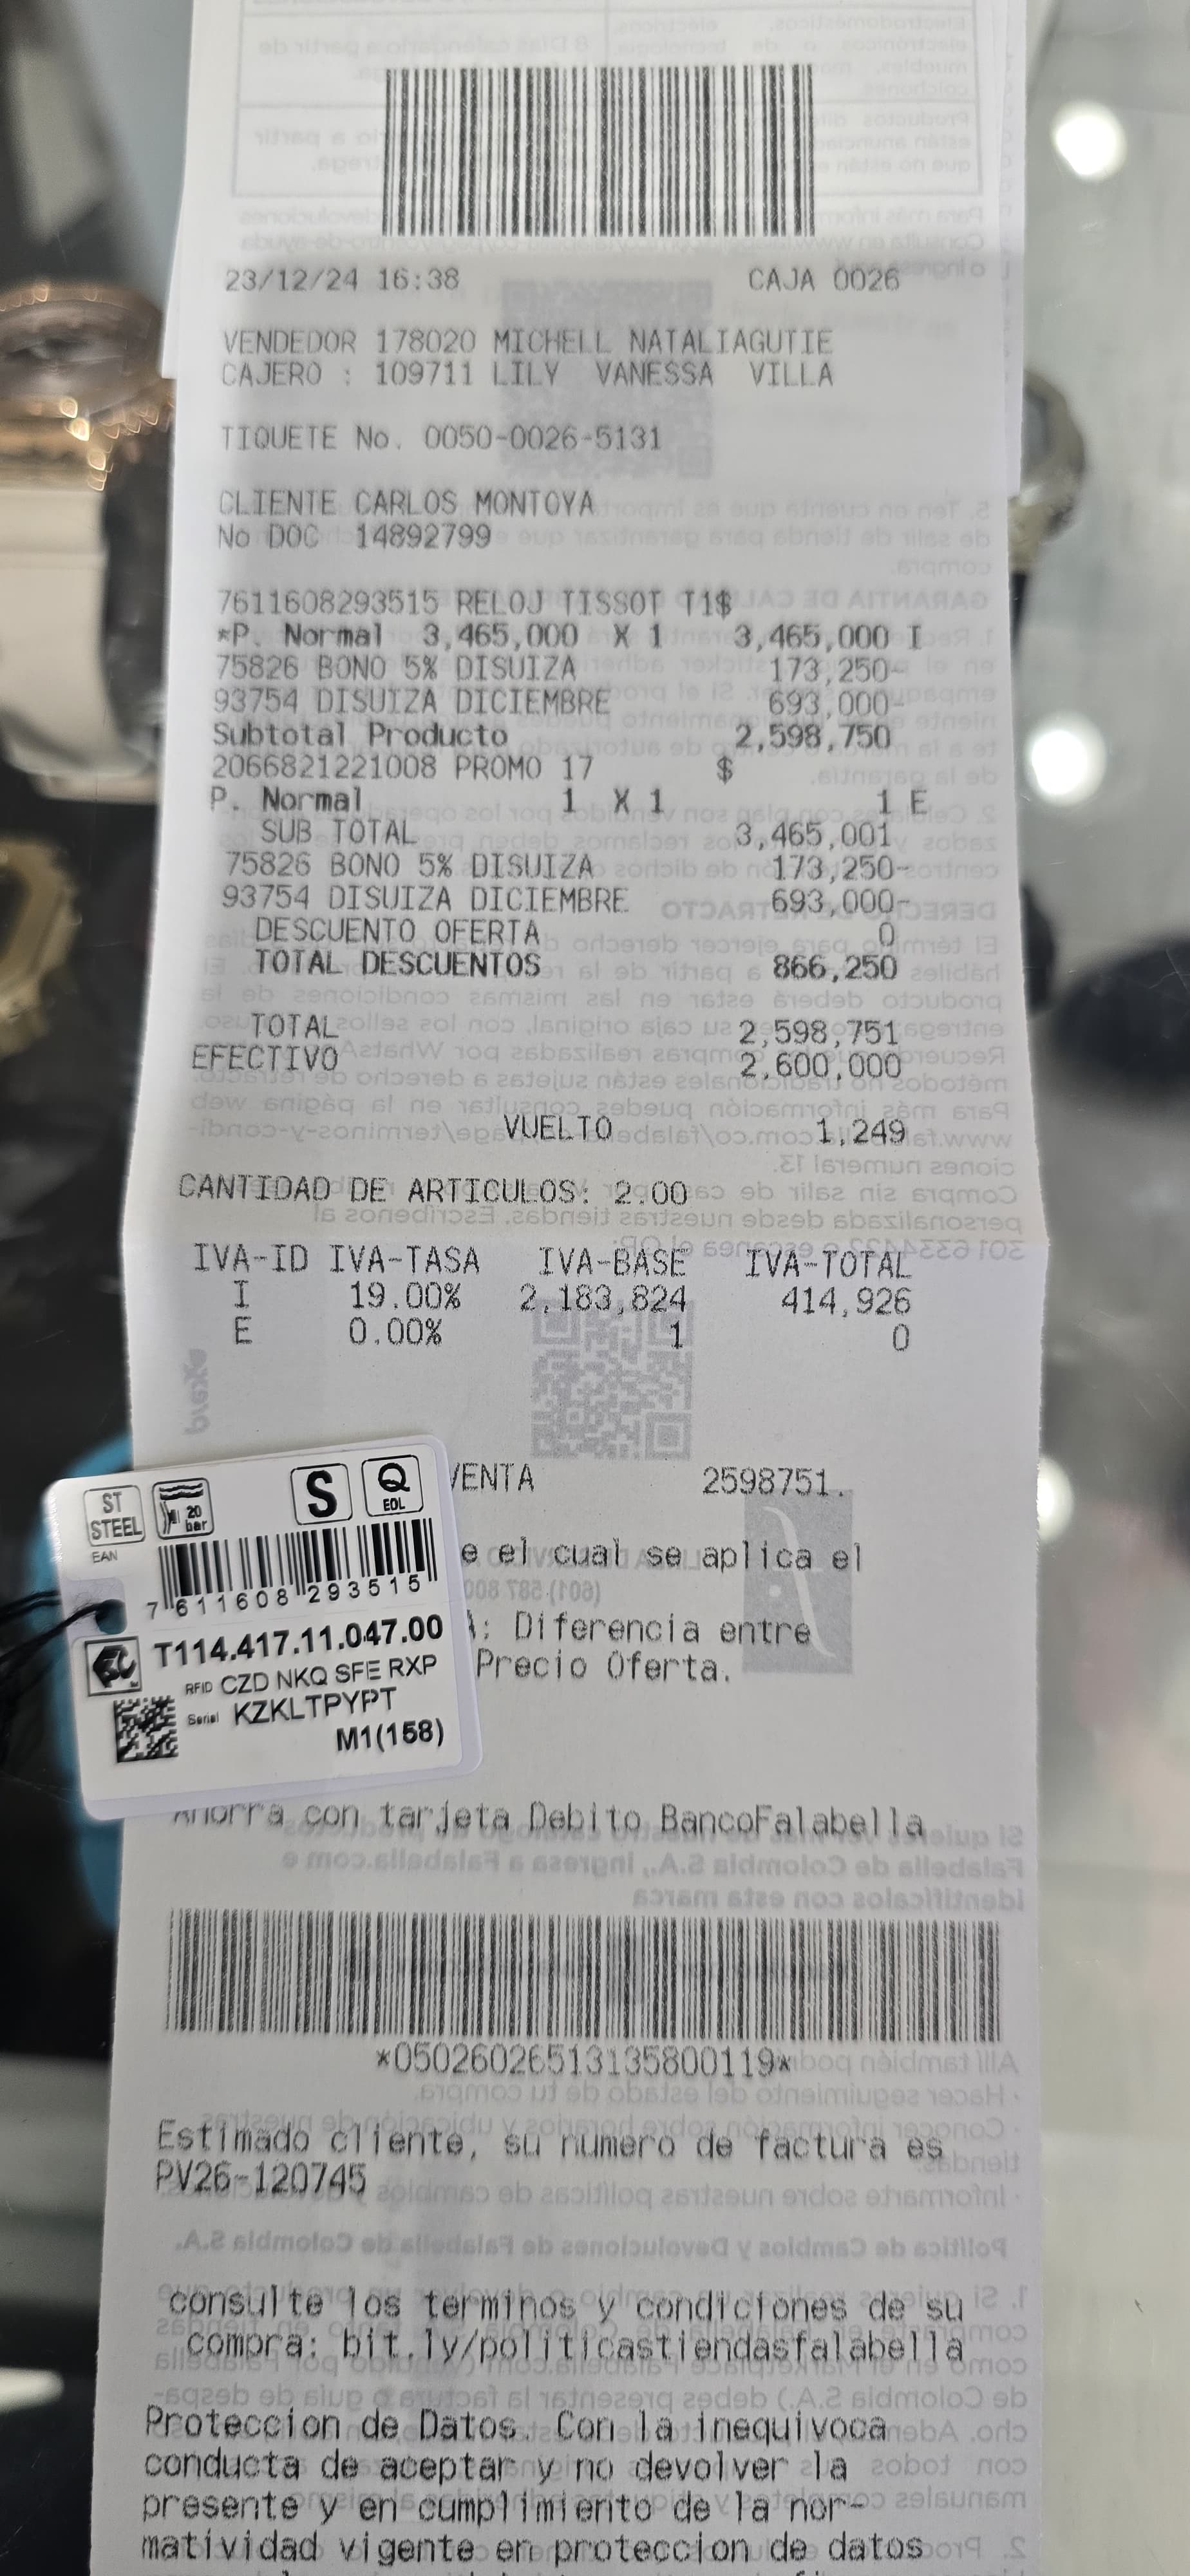 23/12/24 16:38 CAJA 0026
VENDEDOR 178020 MICHELL NATALIAGUTIE
CAJERO : 109711 LILY VANESSA VILLA
TIQUETE No. 0050-0026-5131
CLIENTE CARLOS MONTOYA
No DOC 14892799
7611608293515 RELOJ TISSOT T1$
*P. Normal 3,465,000 X 1 3,465,000 I
75826 BONO 5% DISUIZA 173,250-
93754 DISUIZA DICIEMBRE 693,000-
Subtotal Producto 2,598,750
2066821221008 PROMO 17 $
P. Normal 1 X 1 1 E
SUB TOTAL 3,465,001
75826 BONO 5% DISUIZA 173,250-
93754 DISUIZA DICIEMBRE 693,000-
DESCUENTO OFERTA 0
TOTAL DESCUENTOS 866,250
TOTAL 2,598,751
EFECTIVO 2,600,000
VUELTO 1,249
CANTIDAD DE ARTICULOS: 2.00
IVA-ID IVA-TASA IVA-BASE IVA-TOTAL
I 19.00% 2,183,824 414,926
E 0.00% 1 0
VENTA 2598751.
e el cual se aplica el
: Diferencia entre
Precio Oferta.
ST STEEL
20 bar
S
Q EOL
EAN
7 611608 293515
T114.417.11.047.00
RFID CZD NKQ SFE RXP
Serial KZKLTPYPT
M1(158)
Ahorra con tarjeta Debito BancoFalabella
*05026026513135800119*
Estimado cliente, su numero de factura es
PV26-120745
consulte los terminos y condiciones de su
compra: bit.ly/politicastiendasfalabella
Proteccion de Datos. Con la inequivoca
conducta de aceptar y no devolver la
presente y en cumplimiento de la nor-
matividad vigente en proteccion de datos